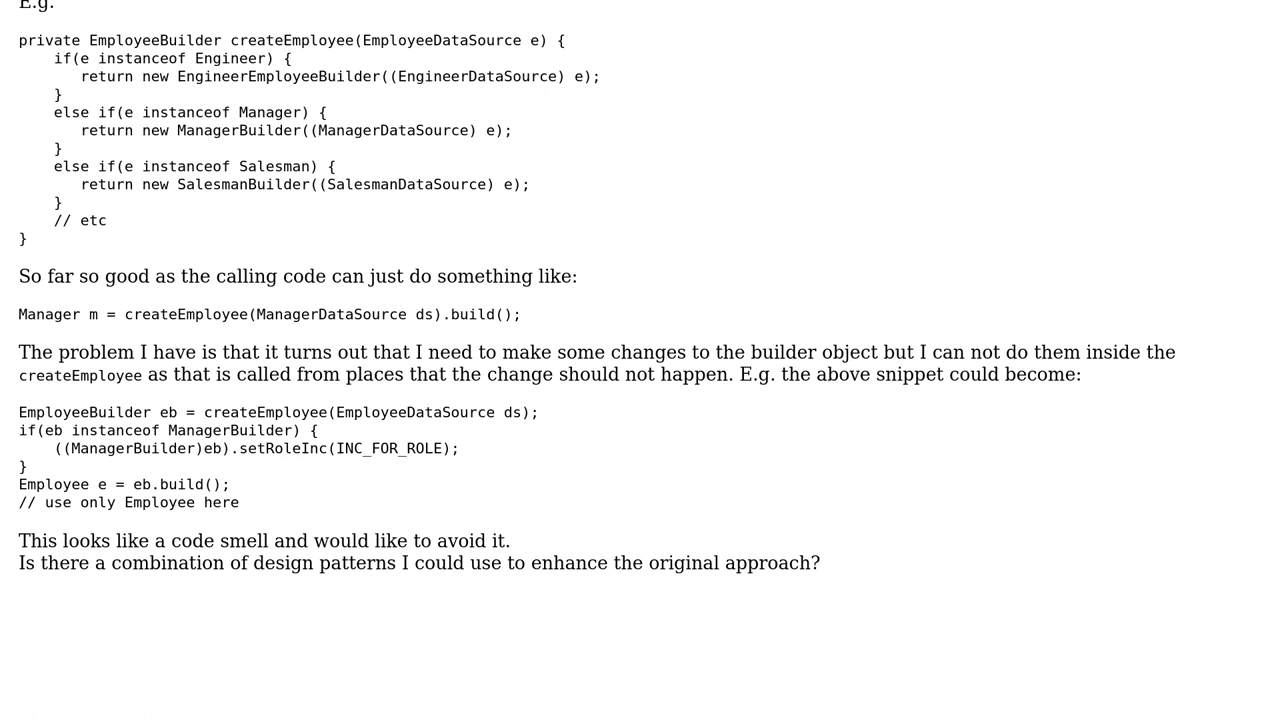 E.g.
private EmployeeBuilder createEmployee(EmployeeDataSource e) {
    if(e instanceof Engineer) {
       return new EngineerEmployeeBuilder((EngineerDataSource) e);
    }
    else if(e instanceof Manager) {
       return new ManagerBuilder((ManagerDataSource) e);
    }
    else if(e instanceof Salesman) {
       return new SalesmanBuilder((SalesmanDataSource) e);
    }
    // etc
}
So far so good as the calling code can just do something like:
Manager m = createEmployee(ManagerDataSource ds).build();
The problem I have is that it turns out that I need to make some changes to the builder object but I can not do them inside the
createEmployee as that is called from places that the change should not happen. E.g. the above snippet could become:
EmployeeBuilder eb = createEmployee(EmployeeDataSource ds);
if(eb instanceof ManagerBuilder) {
    ((ManagerBuilder)eb).setRoleInc(INC_FOR_ROLE);
}
Employee e = eb.build();
// use only Employee here
This looks like a code smell and would like to avoid it.
Is there a combination of design patterns I could use to enhance the original approach?